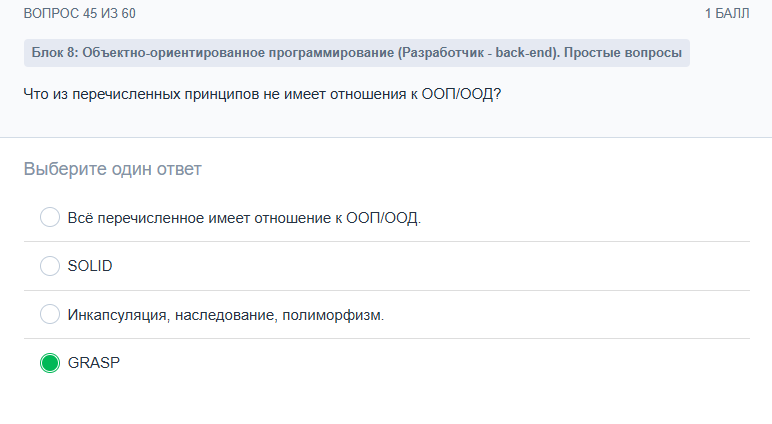 ВОПРОС 45 ИЗ 60
1 БАЛЛ
Блок 8: Объектно-ориентированное программирование (Разработчик - back-end). Простые вопросы
Что из перечисленных принципов не имеет отношения к ООП/ООД?
Выберите один ответ
Всё перечисленное имеет отношение к ООП/ООД.
SOLID
Инкапсуляция, наследование, полиморфизм.
GRASP